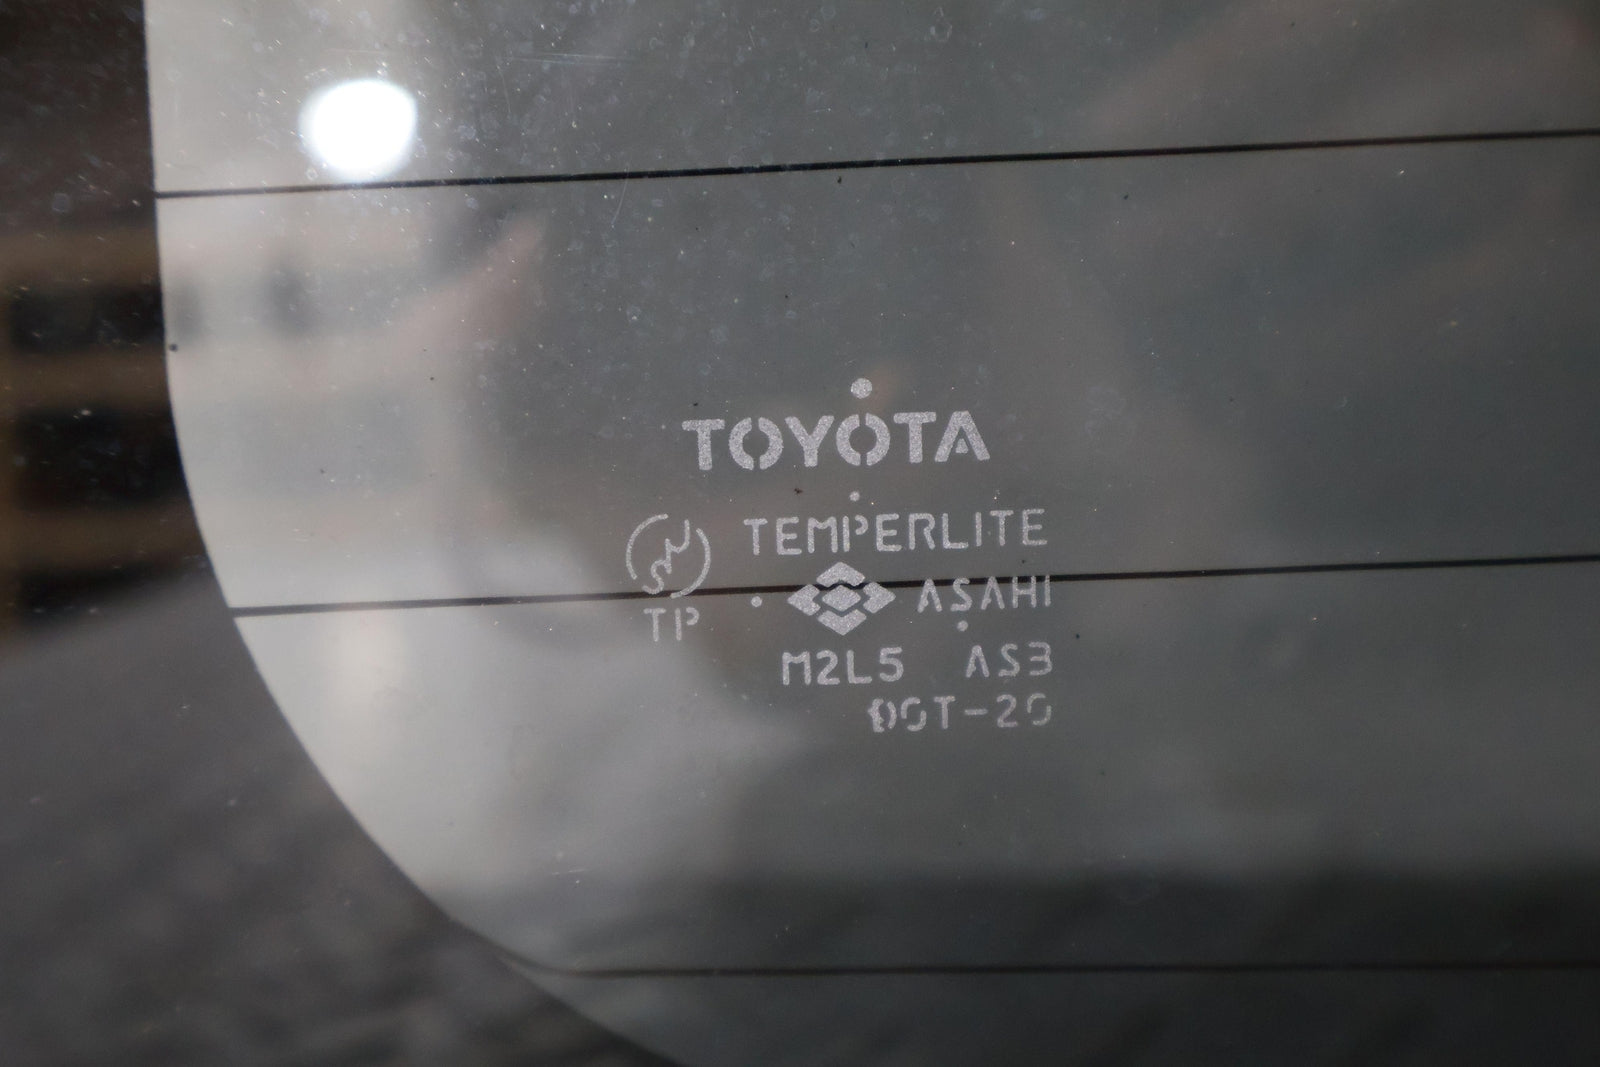 TOYOTA
TEMPERLITE
TP
ASAHI
M2L5 AS3
DOT-20